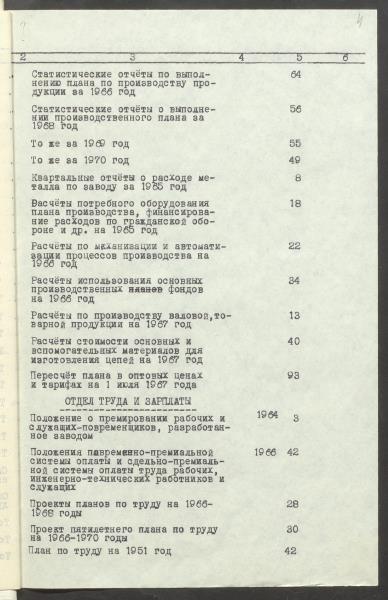 4
2 3 4 5 6
Статистические отчёты по выпол- 64
нению плана по производству про-
дукции за 1966 год
Статистические отчёты о выполне- 56
нии производственного плана за
1968 год
То же за 1969 год 55
То же за 1970 год 49
Квартальные отчёты о расходе ме- 8
талла по заводу за 1965 год
Расчёты потребного оборудования 18
плана производства, финансирова-
ние расходов по гражданской обо-
роне и др. на 1965 год
Расчёты по механизации и автомати- 22
зации процессов производства на
1966 год
Расчёты использования основных 34
производственных планов фондов
на 1966 год
Расчёты по производству валовой,то- 13
варной продукции на 1967 год
Расчёты стоимости основных и 40
вспомогательных материалов для
изготовления цепей на 1967 год
Пересчёт плана в оптовых ценах 93
и тарифах на 1 июля 1967 года
ОТДЕЛ ТРУДА И ЗАРПЛАТЫ
Положение о премировании рабочих и 1964 3
служащих-повременщиков, разработан-
ное заводом
Положения повременно-премиальной 1966 42
системы оплаты и сдельно-премиаль-
ной системы оплаты труда рабочих,
инженерно-технических работников и
служащих
Проекты планов по труду на 1966- 28
1968 годы
Проект пятилетнего плана по труду 30
на 1966-1970 годы
План по труду на 1951 год 42